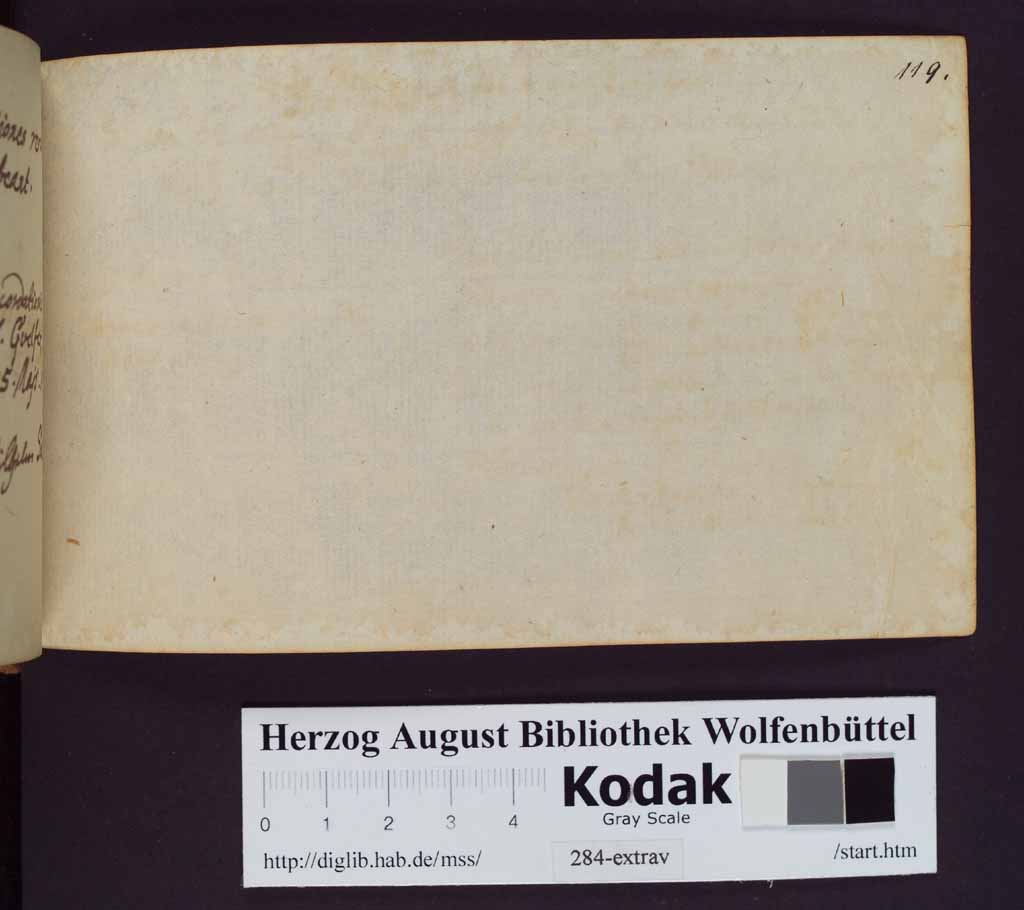 119.
beat.
Herzog August Bibliothek Wolfenbüttel
Kodak
Gray Scale
0 1 2 3 4
http://diglib.hab.de/mss/ 284-extrav /start.htm